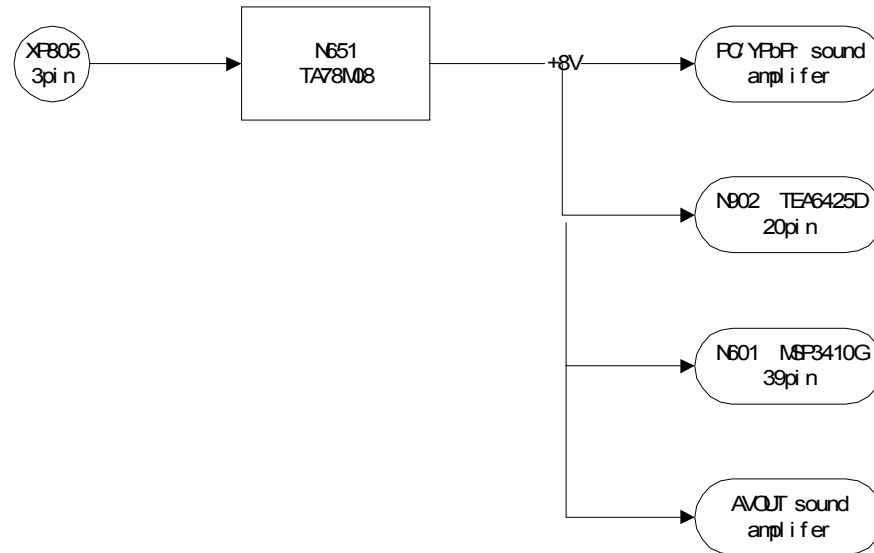 XP805
3pin
N651
TA78M08
+8V
PC/YPbPr sound
amplifer
N902 TEA6425D
20pin
N601 MSP3410G
39pin
AVOUT sound
amplifer